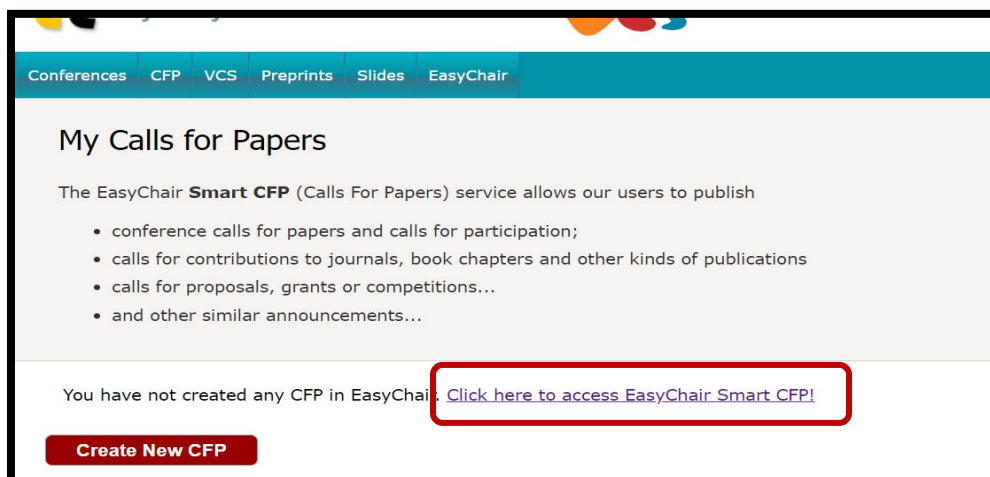 Conferences CFP VCS Preprints Slides EasyChair
My Calls for Papers
The EasyChair Smart CFP (Calls For Papers) service allows our users to publish
• conference calls for papers and calls for participation;
• calls for contributions to journals, book chapters and other kinds of publications
• calls for proposals, grants or competitions...
• and other similar announcements...
You have not created any CFP in EasyChair. Click here to access EasyChair Smart CFP!
Create New CFP